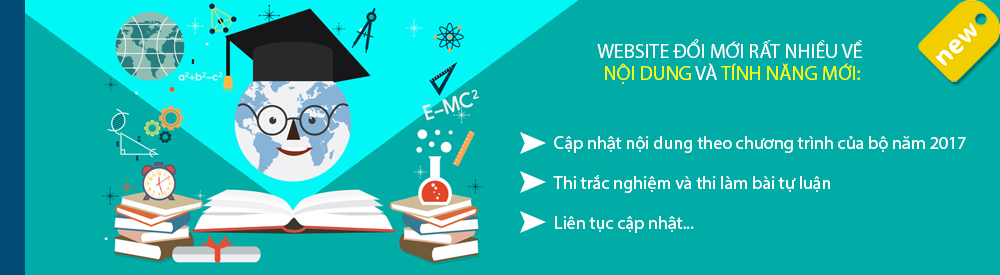 new
WEBSITE ĐỔI MỚI RẤT NHIỀU VỀ
NỘI DUNG VÀ TÍNH NĂNG MỚI:
a²+b²=c²
E=MC²
Cập nhật nội dung theo chương trình của bộ năm 2017
Thi trắc nghiệm và thi làm bài tự luận
Liên tục cập nhật...